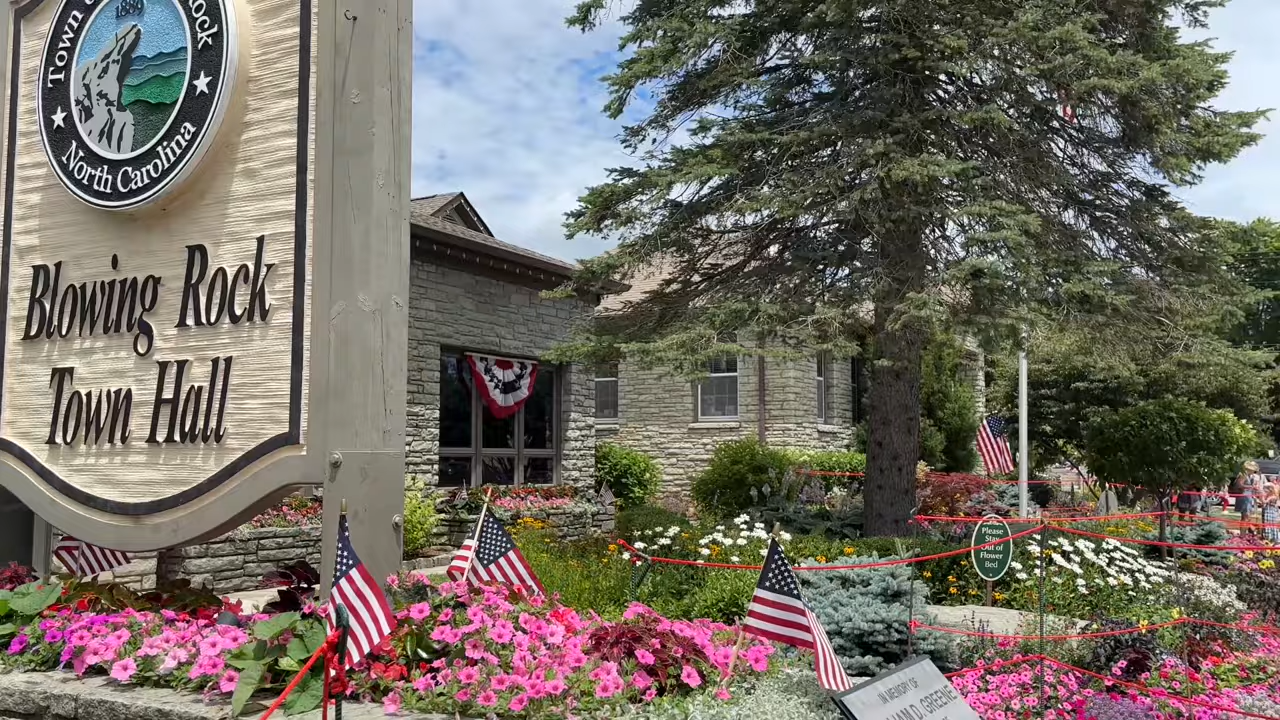 Town of Rock
1889
North Carolina
Blowing Rock
Town Hall
Please
Stay
Out of
Flower
Bed
IN MEMORY OF
D. GREENE